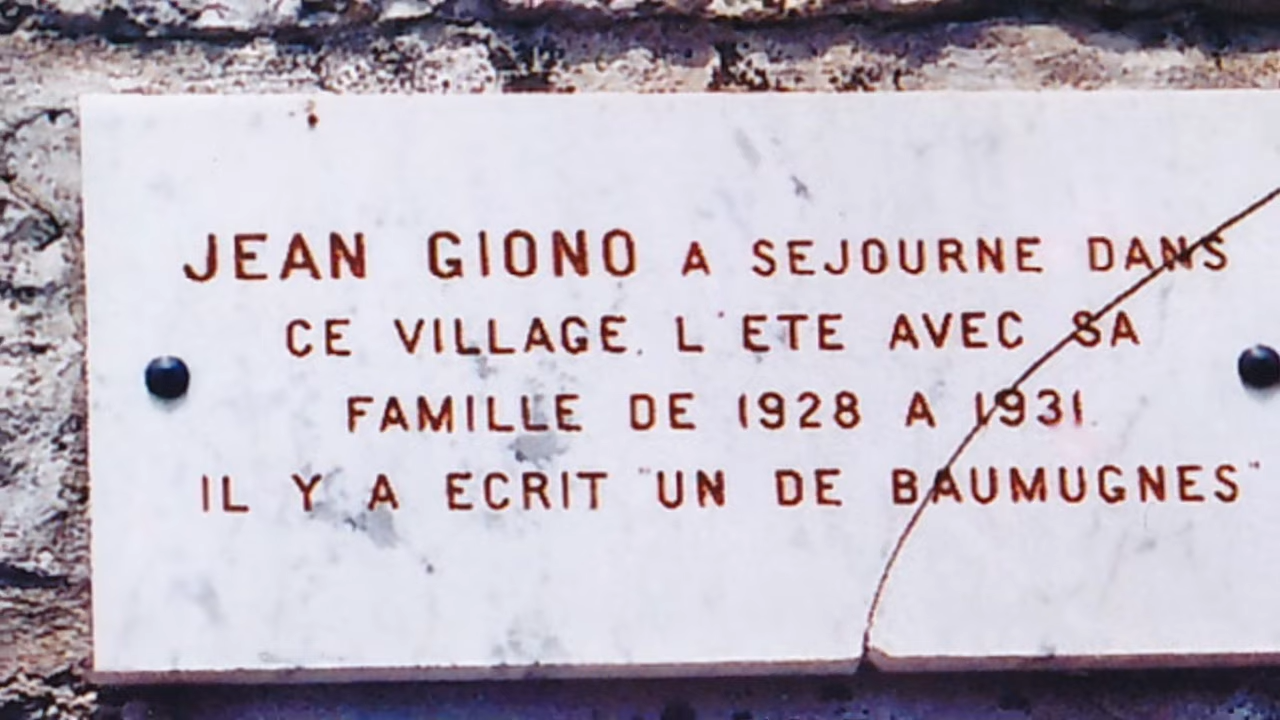 JEAN GIONO A SEJOURNE DANS
CE VILLAGE. L'ETE AVEC SA
FAMILLE DE 1928 A 1931.
IL Y A ECRIT "UN DE BAUMUGNES"